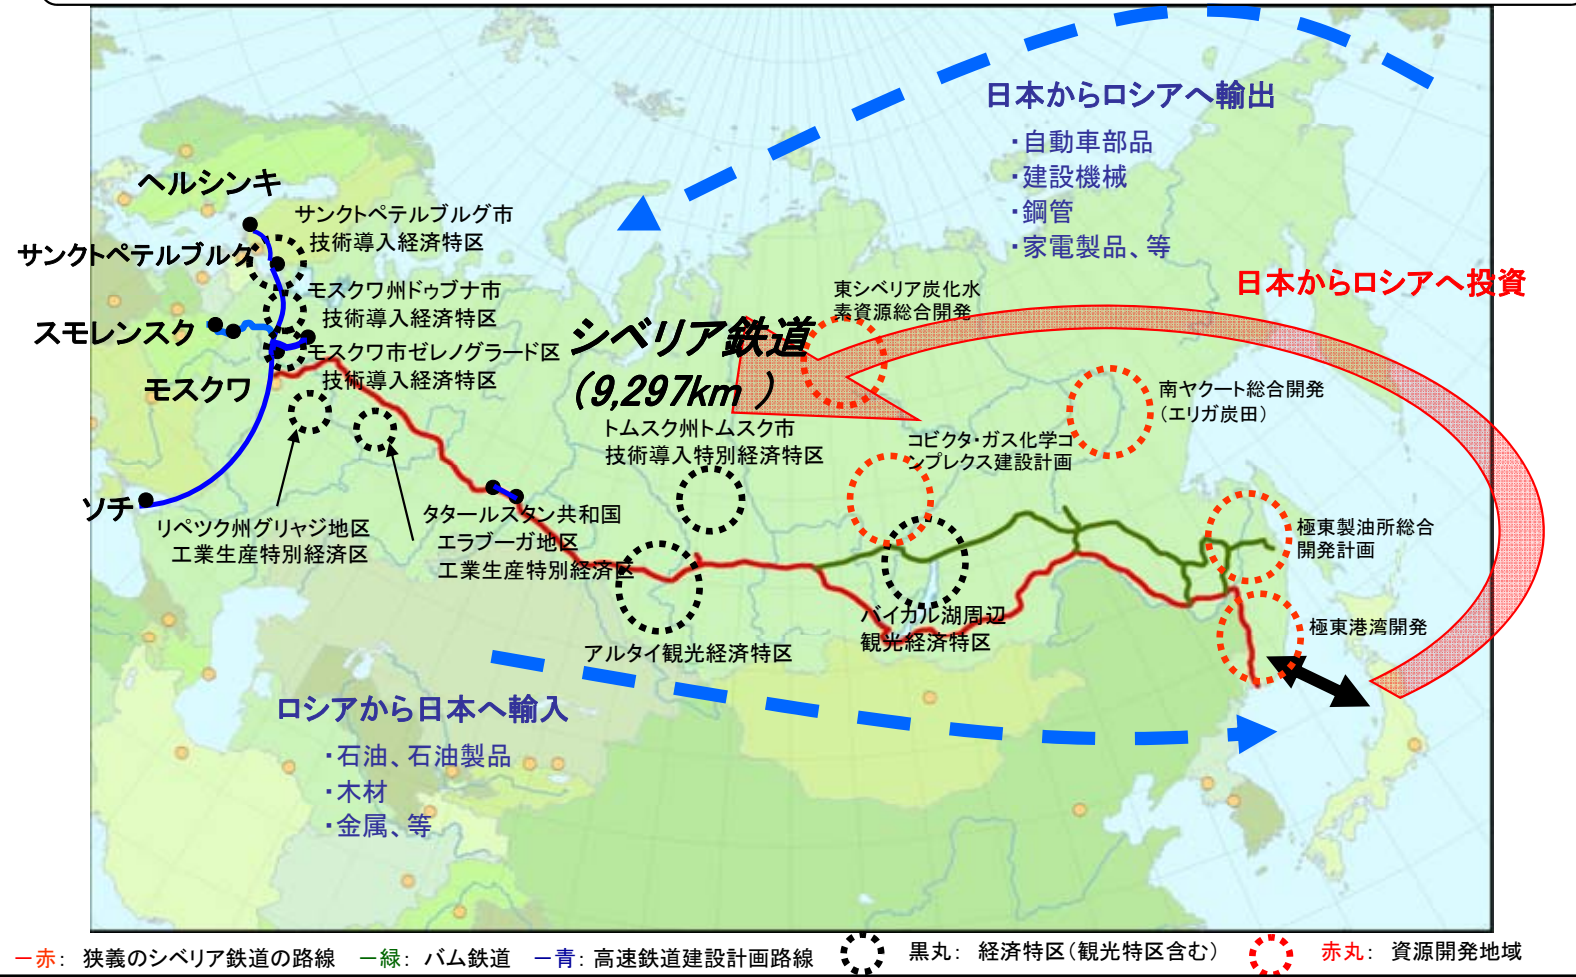 日本からロシアへ輸出
・自動車部品
・建設機械
・鋼管
・家電製品、等
ヘルシンキ
サンクトペテルブルグ市
技術導入経済特区
サンクトペテルブルグ
モスクワ州ドゥブナ市
技術導入経済特区
スモレンスク
モスクワ市ゼレノグラード区
技術導入経済特区
モスクワ
シベリア鉄道
(9,297km )
東シベリア炭化水
素資源総合開発
日本からロシアへ投資
南ヤクート総合開発
(エリガ炭田)
トムスク州トムスク市
技術導入特別経済特区
コビクタ・ガス化学コ
ンプレクス建設計画
ソチ
リペツク州グリャジ地区
工業生産特別経済区
タタールスタン共和国
エラブーガ地区
工業生産特別経済区
極東製油所総合
開発計画
バイカル湖周辺
観光経済特区
極東港湾開発
アルタイ観光経済特区
ロシアから日本へ輸入
・石油、石油製品
・木材
・金属、等
ー赤： 狭義のシベリア鉄道の路線 ー緑： バム鉄道 ー青： 高速鉄道建設計画路線 黒丸： 経済特区(観光特区含む) 赤丸： 資源開発地域